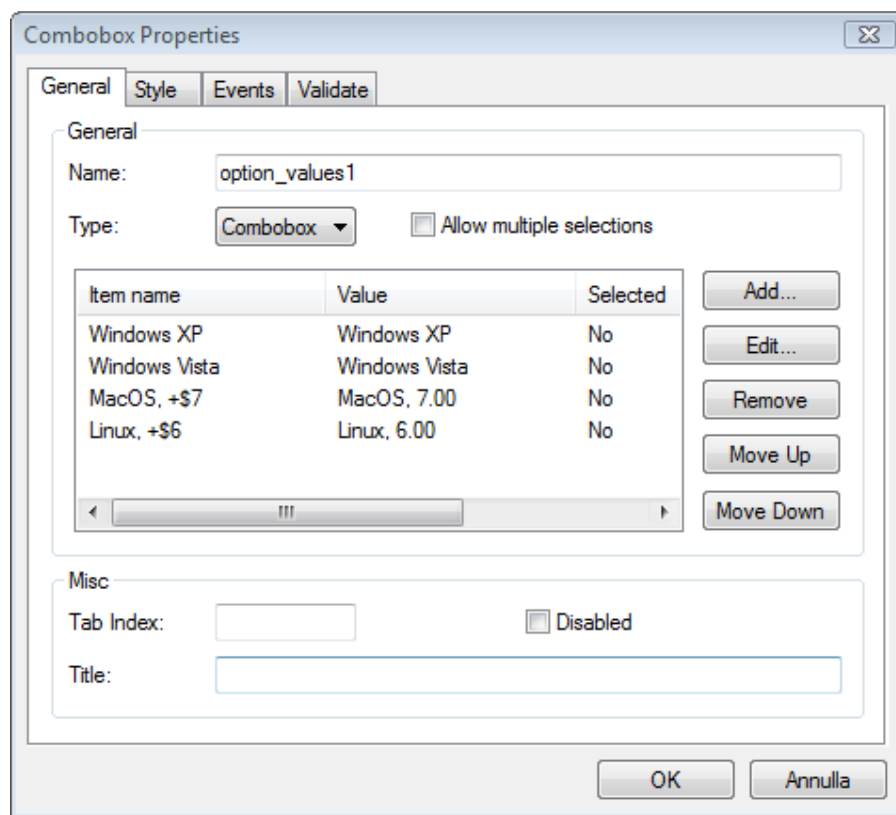 Combobox Properties
General Style Events Validate
General
Name: option_values1
Type: Combobox Allow multiple selections
Item name Value Selected
Windows XP Windows XP No
Windows Vista Windows Vista No
MacOS, +$7 MacOS, 7.00 No
Linux, +$6 Linux, 6.00 No
Add...
Edit...
Remove
Move Up
Move Down
Misc
Tab Index: Disabled
Title:
OK Annulla